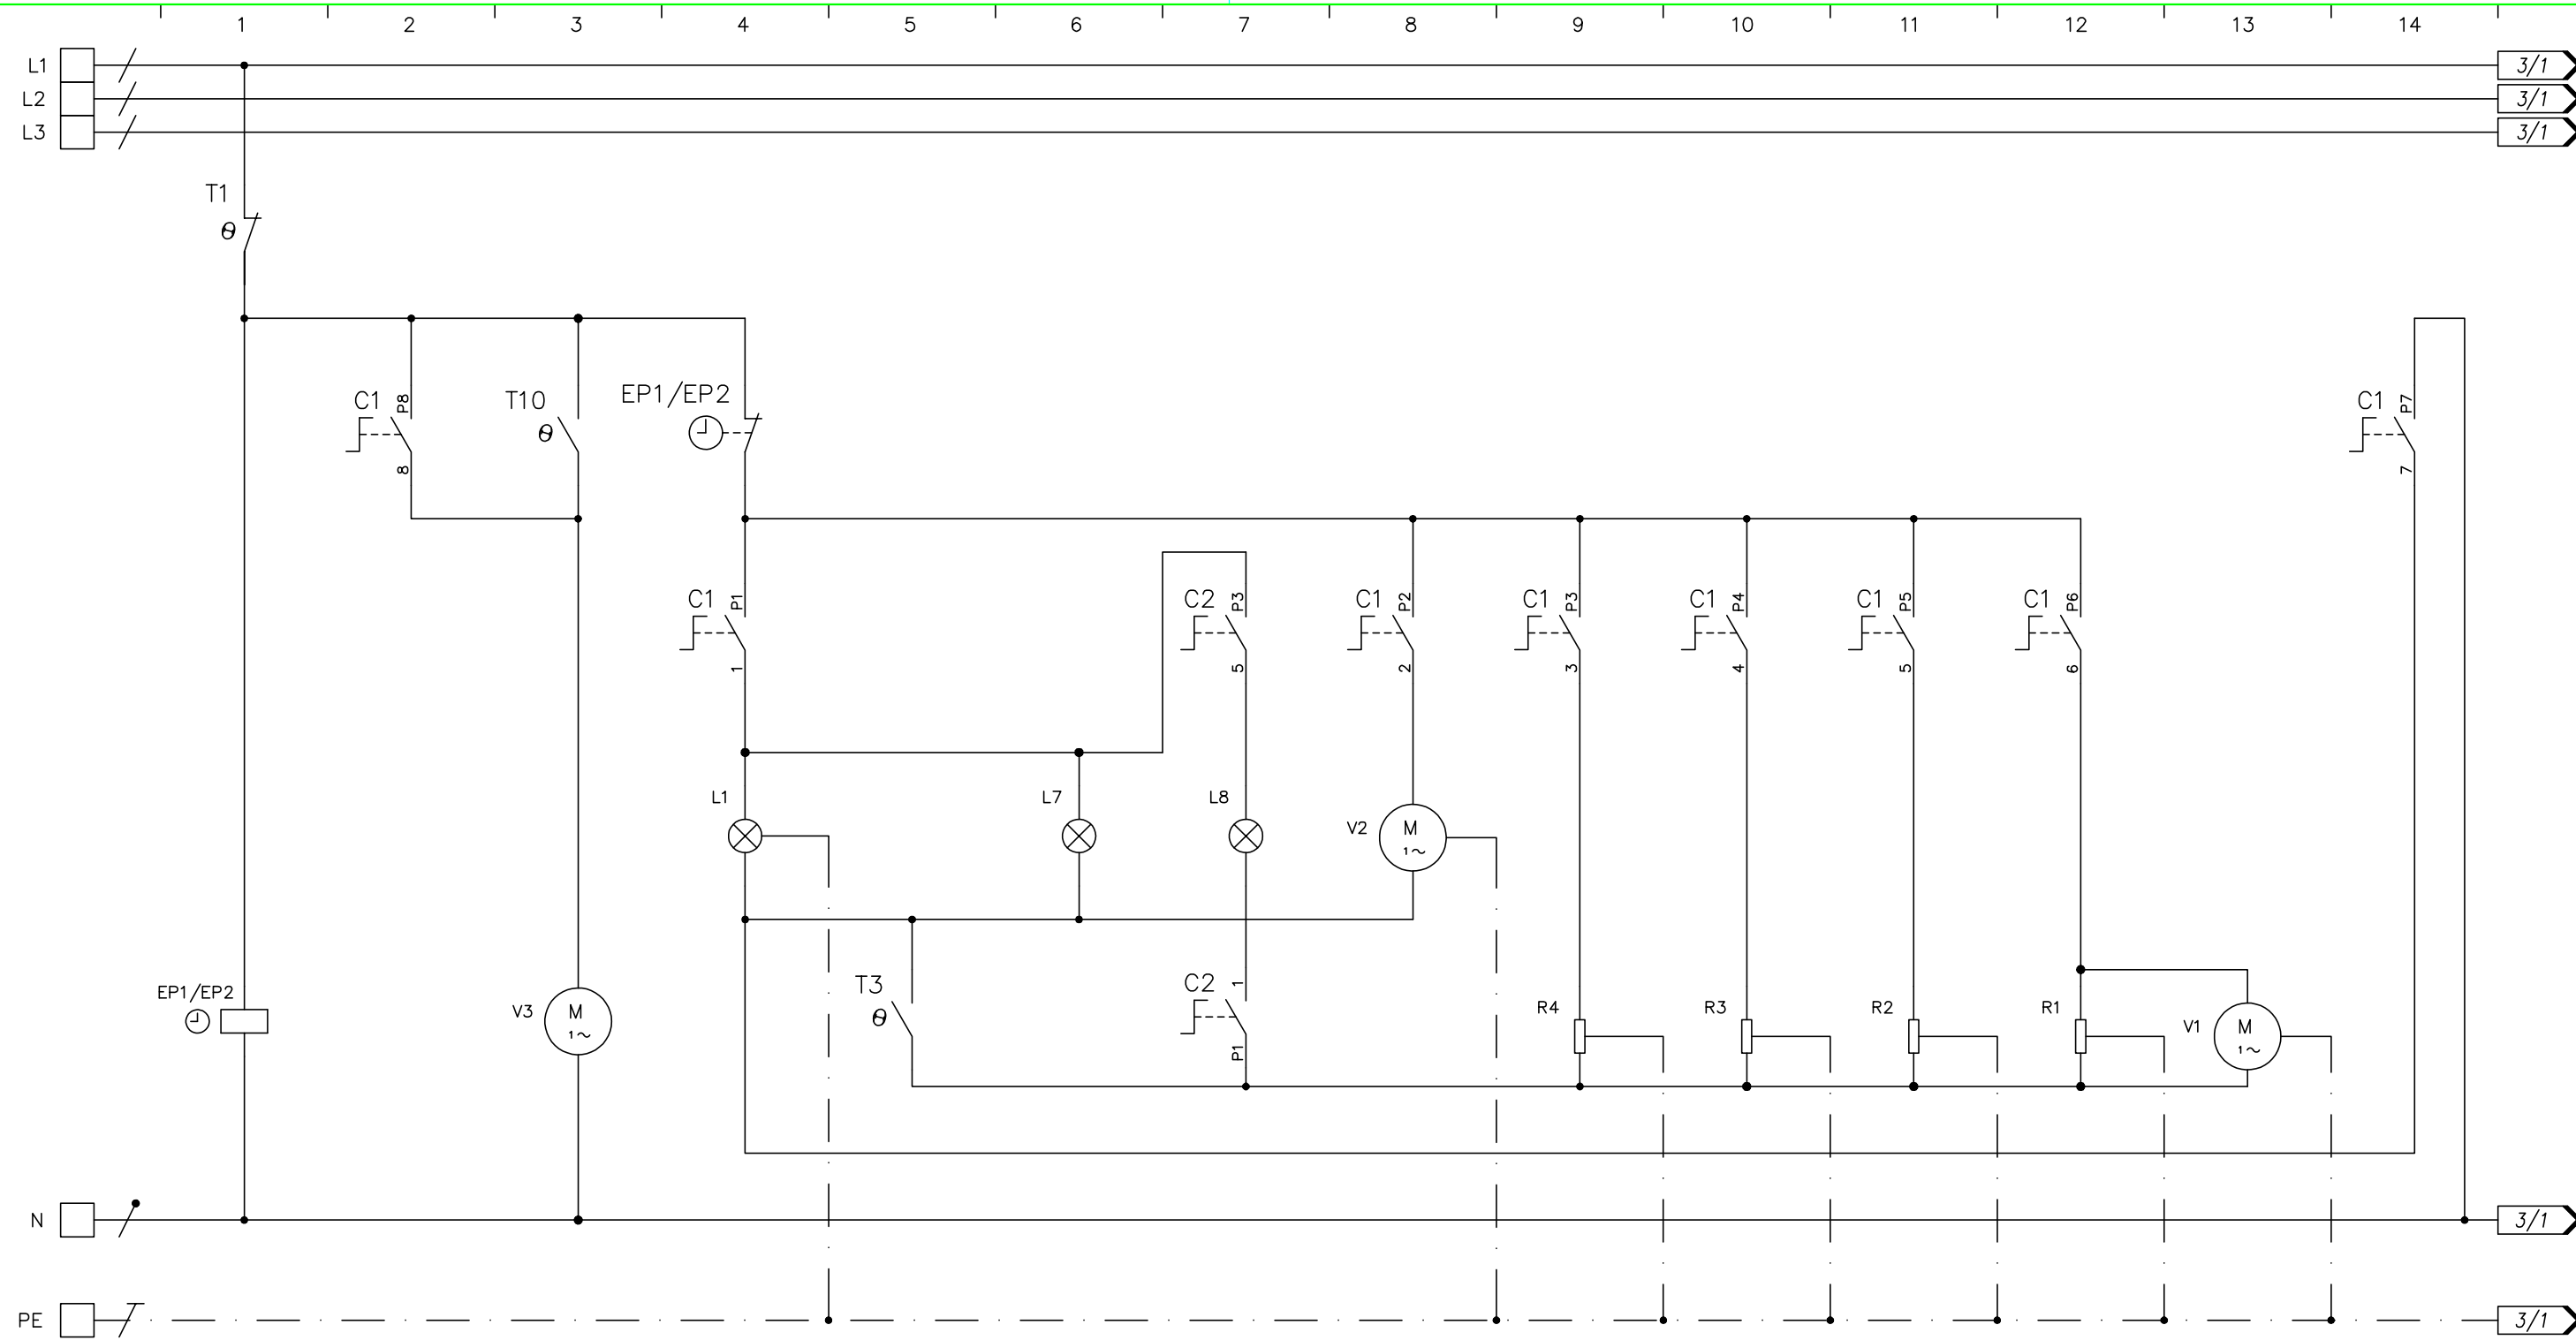 1 2 3 4 5 6 7 8 9 10 11 12 13 14
L1 3/1
L2 3/1
L3 3/1
T1
θ
C1 P8 T10 EP1/EP2 C1 P7
θ
8 7
C1 P1 C2 P3 C1 P2 C1 P3 C1 P4 C1 P5 C1 P6
1 5 2 3 4 5 6
L1 L7 L8
V2 M
1~
T3 C2 1
EP1/EP2 V3 M R4 R3 R2 R1 V1 M
1~ θ 1~
P1
N 3/1
PE 3/1